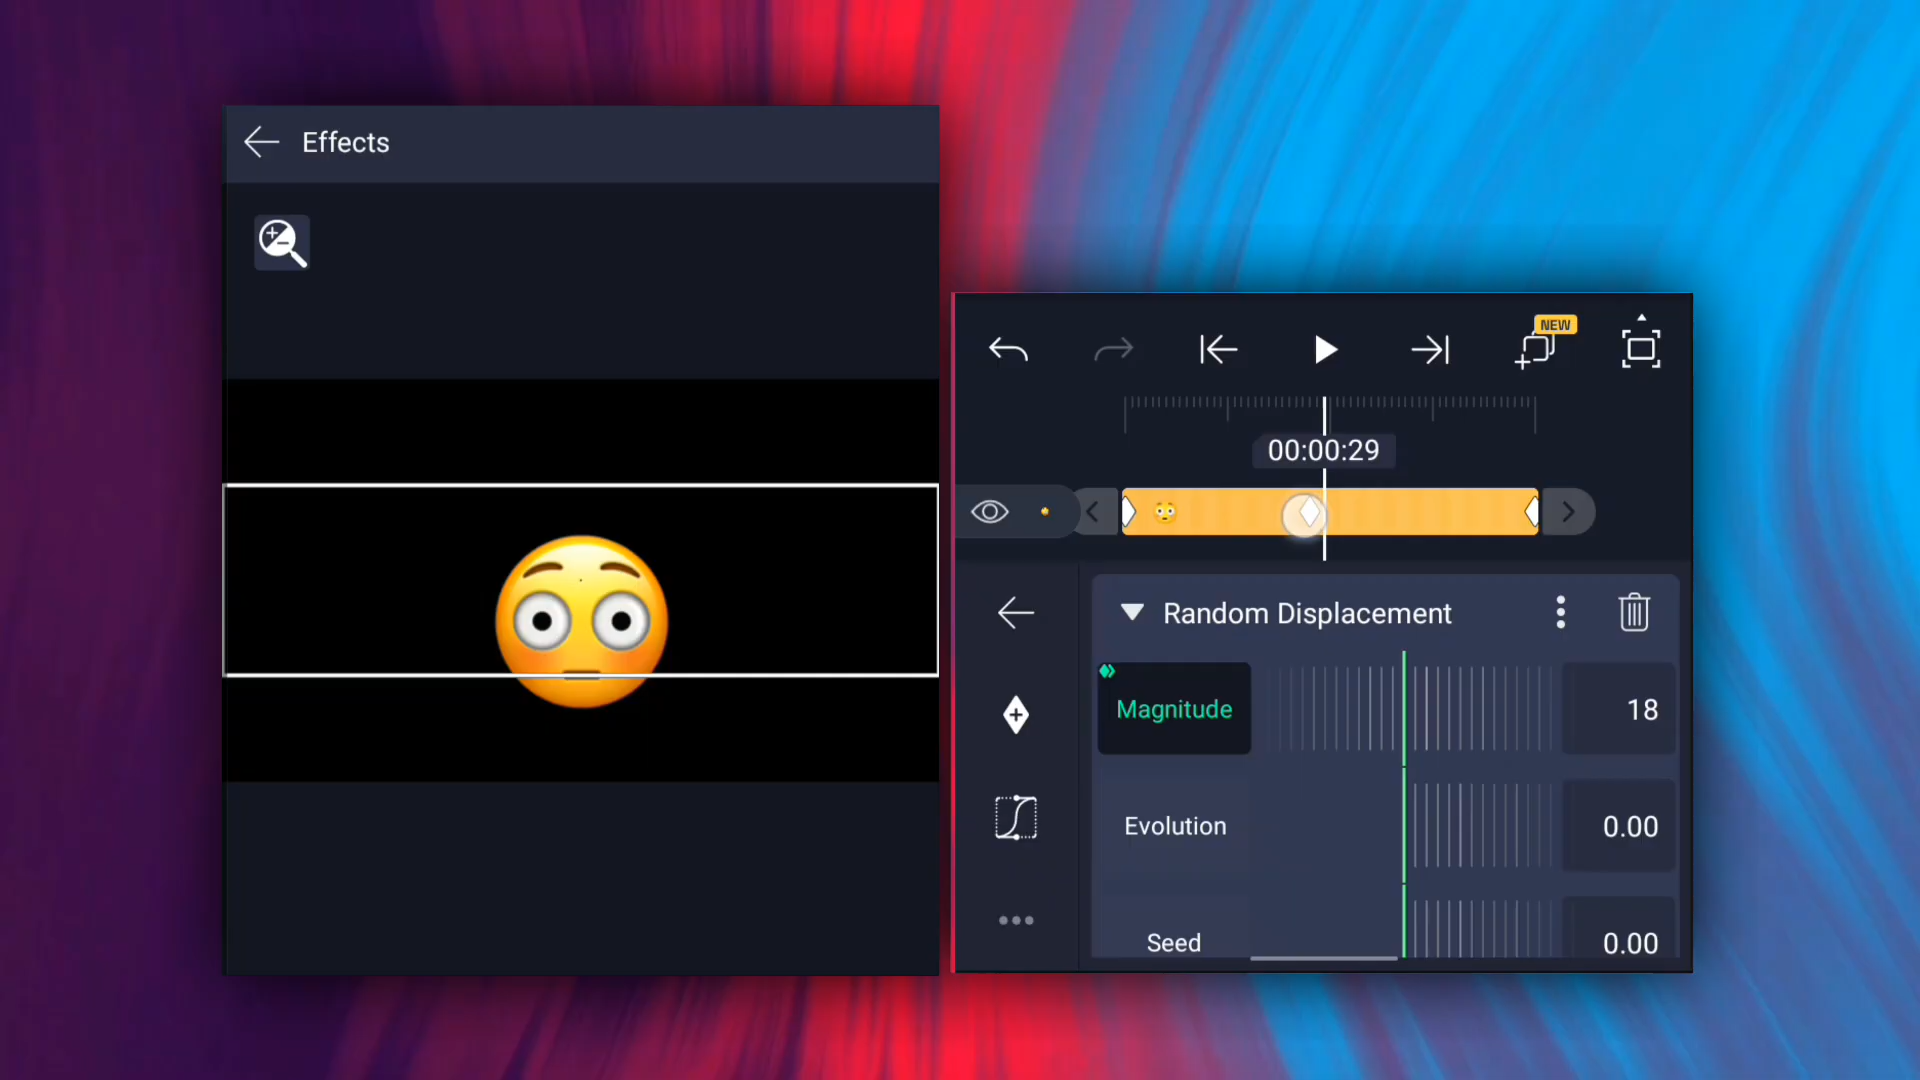 Effects
NEW
00:00:29
Random Displacement
Magnitude
18
Evolution
0.00
Seed
0.00